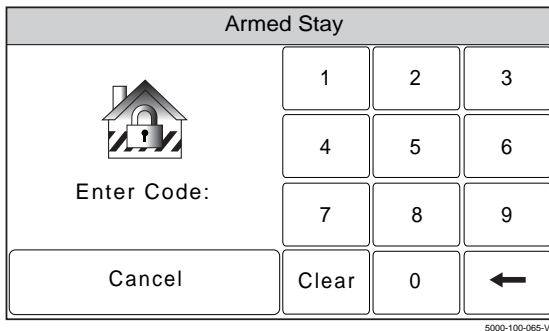 Armed Stay
1 2 3
4 5 6
Enter Code:
7 8 9
Cancel Clear 0
5000-100-065-V